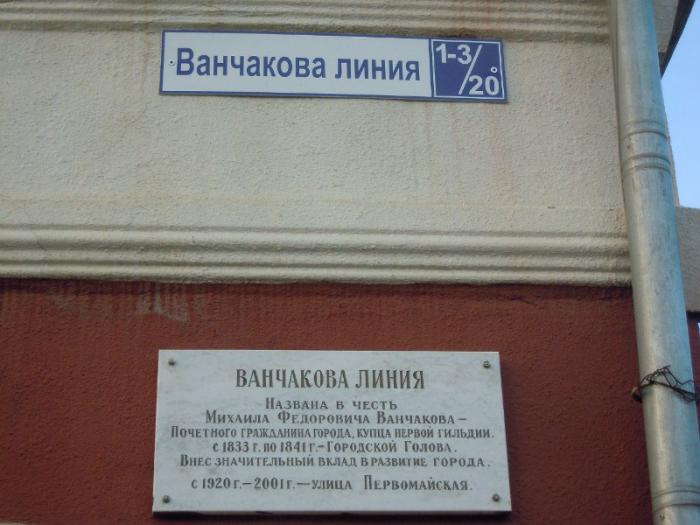 Ванчакова линия 1-3/20
ВАНЧАКОВА ЛИНИЯ
НАЗВАНА В ЧЕСТЬ
МИХАИЛА ФЕДОРОВИЧА ВАНЧАКОВА –
ПОЧЕТНОГО ГРАЖДАНИНА ГОРОДА, КУПЦА ПЕРВОЙ ГИЛЬДИИ.
С 1833 Г. ПО 1841 Г.- ГОРОДСКОЙ ГОЛОВА.
ВНЕС ЗНАЧИТЕЛЬНЫЙ ВКЛАД В РАЗВИТИЕ ГОРОДА.
С 1920 Г.– 2001 Г.— УЛИЦА ПЕРВОМАЙСКАЯ.